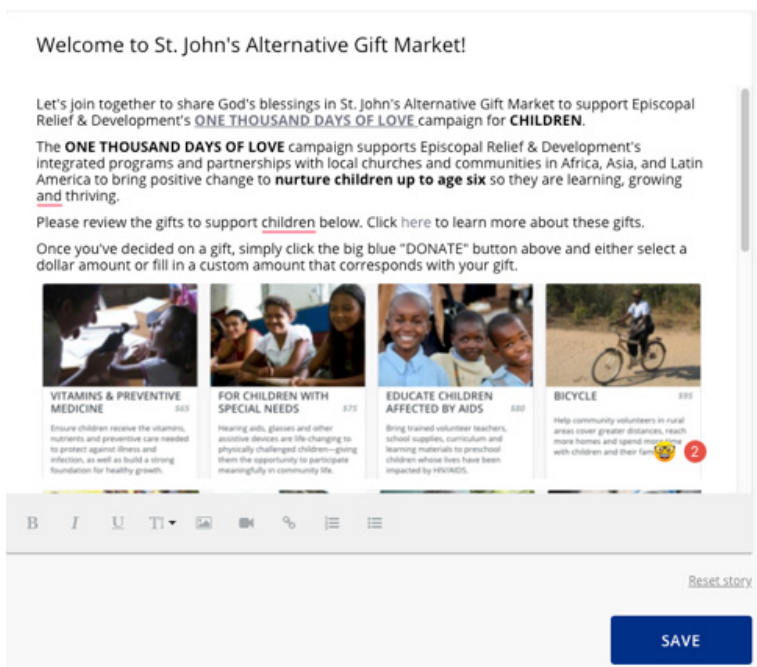 Welcome to St. John's Alternative Gift Market!
Let's join together to share God's blessings in St. John's Alternative Gift Market to support Episcopal
Relief & Development's ONE THOUSAND DAYS OF LOVE campaign for CHILDREN.
The ONE THOUSAND DAYS OF LOVE campaign supports Episcopal Relief & Development's
integrated programs and partnerships with local churches and communities in Africa, Asia, and Latin
America to bring positive change to nurture children up to age six so they are learning, growing
and thriving.
Please review the gifts to support children below. Click here to learn more about these gifts.
Once you've decided on a gift, simply click the big blue "DONATE" button above and either select a
dollar amount or fill in a custom amount that corresponds with your gift.
VITAMINS & PREVENTIVE
MEDICINE $65
Ensure children receive the vitamins,
nutrients and preventive care needed
to protect against illness and
infection, as well as build a strong
foundation for healthy growth.
FOR CHILDREN WITH
SPECIAL NEEDS $75
Hearing aids, glasses and other
assistive devices are life-changing to
physically challenged children—giving
them the opportunity to participate
meaningfully in community life.
EDUCATE CHILDREN
AFFECTED BY AIDS $80
Bring trained volunteer teachers,
school supplies, curriculum and
learning materials to preschool
children whose lives have been
impacted by HIV/AIDS.
BICYCLE $95
Help community volunteers in rural
areas cover greater distances, reach
more homes and spend more time
with children and their
2
B I U T
Reset story
SAVE